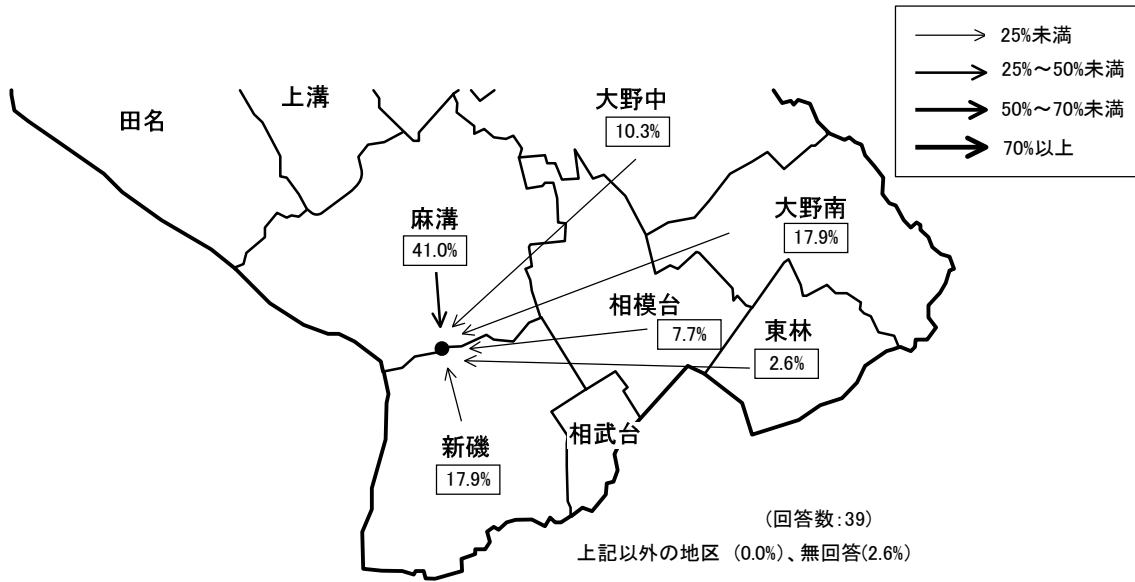 25%未満
25%～50%未満
50%～70%未満
70%以上
上溝
田名
大野中
10.3%
麻溝
41.0%
大野南
17.9%
相模台
7.7%
東林
2.6%
新磯
17.9%
相武台
(回答数:39)
上記以外の地区 (0.0%)、無回答(2.6%)